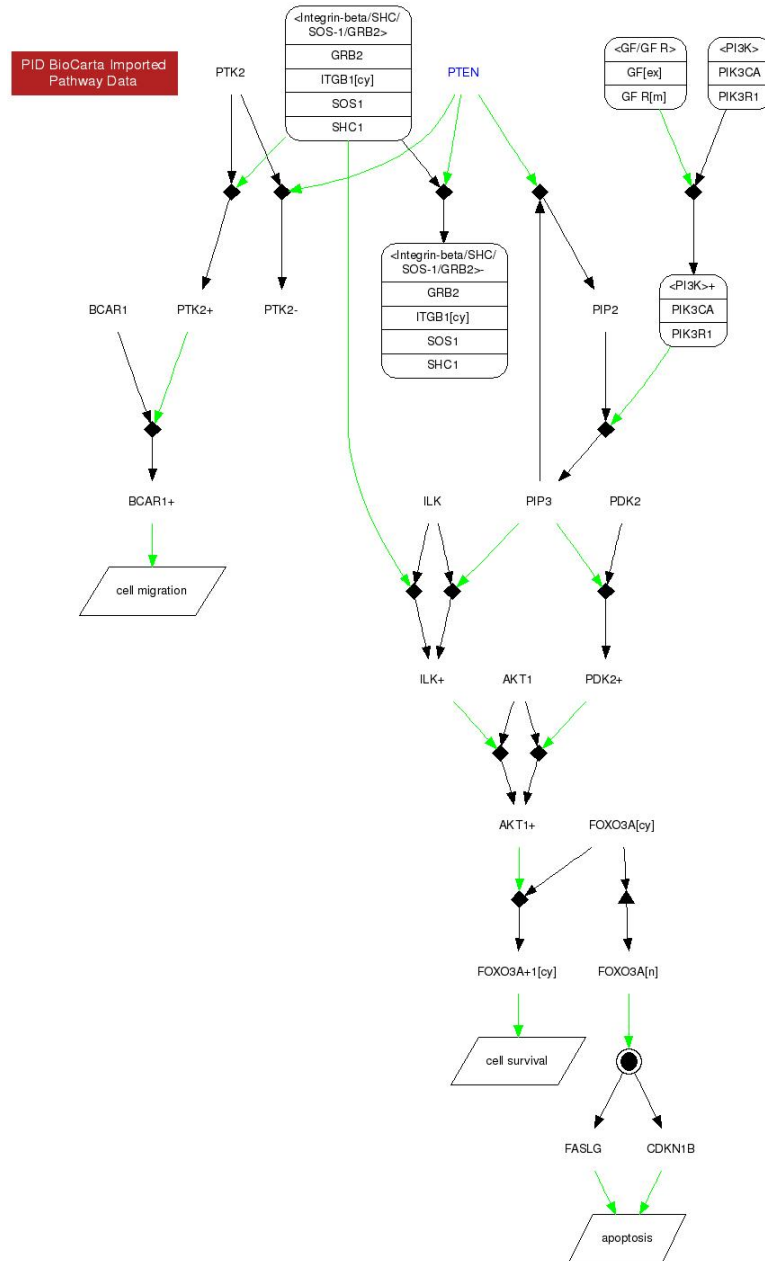 PID BioCarta Imported
Pathway Data
PTK2
<Integrin-beta/SHC/
SOS-1/GRB2>
GRB2
ITGB1[cy]
SOS1
SHC1
PTEN
<GF/GF R>
GF[ex]
GF R[m]
<PI3K>
PIK3CA
PIK3R1
BCAR1
PTK2+
PTK2-
<Integrin-beta/SHC/
SOS-1/GRB2>-
GRB2
ITGB1[cy]
SOS1
SHC1
PIP2
<PI3K>+
PIK3CA
PIK3R1
BCAR1+
ILK
PIP3
PDK2
cell migration
ILK+
AKT1
PDK2+
AKT1+
FOXO3A[cy]
FOXO3A+1[cy]
FOXO3A[n]
cell survival
FASLG
CDKN1B
apoptosis